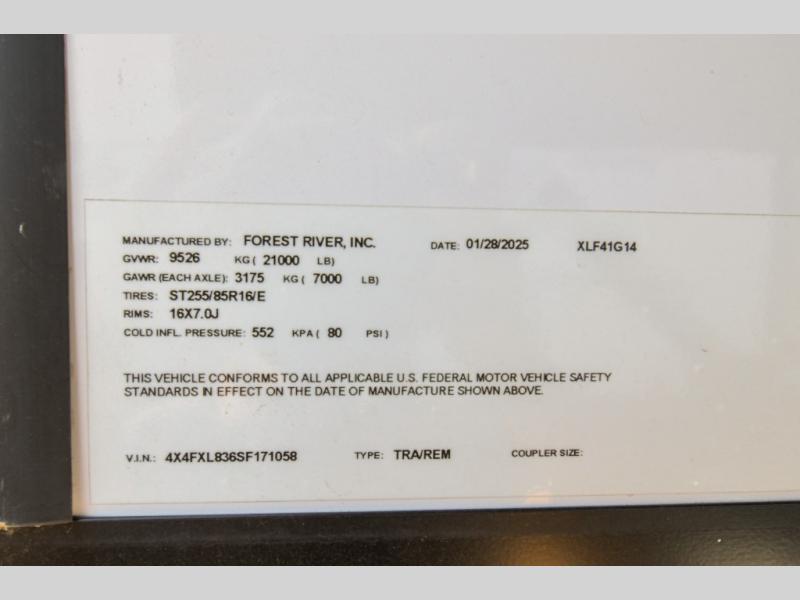 MANUFACTURED BY: FOREST RIVER, INC. DATE: 01/28/2025 XLF41G14
GVWR: 9526 KG ( 21000 LB)
GAWR (EACH AXLE): 3175 KG ( 7000 LB)
TIRES: ST255/85R16/E
RIMS: 16X7.0J
COLD INFL. PRESSURE: 552 KPA ( 80 PSI )
THIS VEHICLE CONFORMS TO ALL APPLICABLE U.S. FEDERAL MOTOR VEHICLE SAFETY
STANDARDS IN EFFECT ON THE DATE OF MANUFACTURE SHOWN ABOVE.
V.I.N.: 4X4FXL836SF171058 TYPE: TRA/REM COUPLER SIZE: